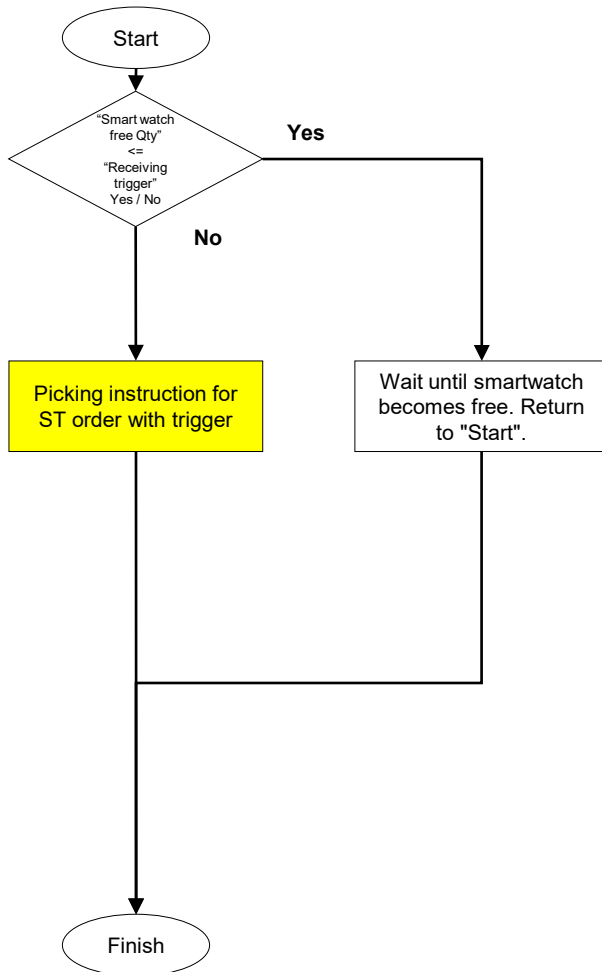 Start
“Smart watch
free Qty”
<=
“Receiving
trigger”
Yes / No
Yes
No
Picking instruction for
ST order with trigger
Wait until smartwatch
becomes free. Return
to "Start".
Finish